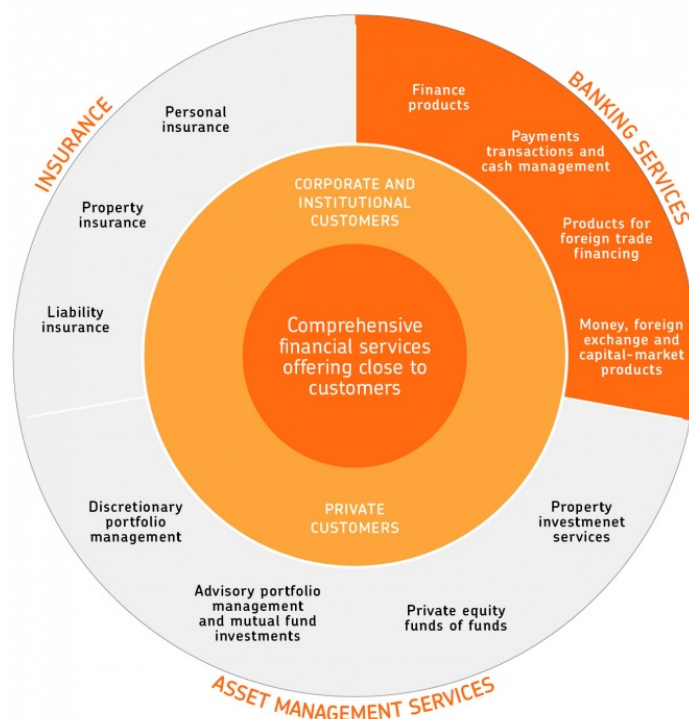 INSURANCE
Personal
insurance
Property
insurance
Liability
insurance
BANKING SERVICES
Finance
products
Payments
transactions and
cash management
Products for
foreign trade
financing
Money, foreign
exchange and
capital-market
products
CORPORATE AND
INSTITUTIONAL
CUSTOMERS
Comprehensive
financial services
offering close to
customers
PRIVATE
CUSTOMERS
Discretionary
portfolio
management
Advisory portfolio
management
and mutual fund
investments
Private equity
funds of funds
Property
investmenet
services
ASSET MANAGEMENT SERVICES